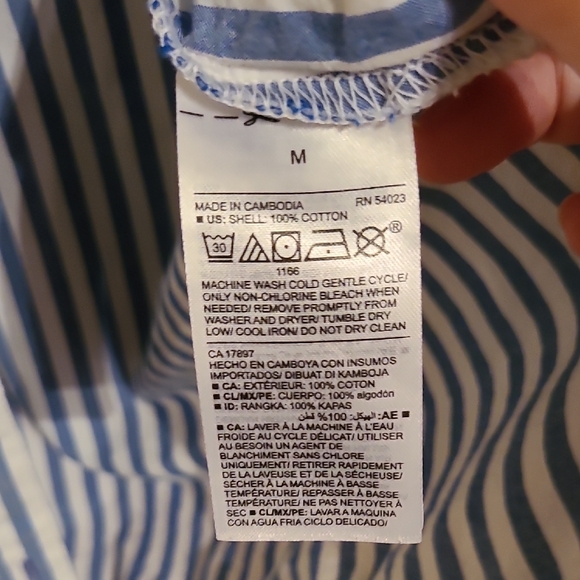 M
MADE IN CAMBODIA RN 54023
■ US: SHELL: 100% COTTON
30 ®
1166
MACHINE WASH COLD GENTLE CYCLE/
ONLY NON-CHLORINE BLEACH WHEN
NEEDED/ REMOVE PROMPTLY FROM
WASHER AND DRYER/ TUMBLE DRY
LOW/ COOL IRON/ DO NOT DRY CLEAN
CA 17897
HECHO EN CAMBOYA CON INSUMOS
IMPORTADOS/ DIBUAT DI KAMBOJA
■ CA: EXTÉRIEUR: 100% COTON
■ CL/MX/PE: CUERPO: 100% algodón
■ ID: RANGKA: 100% KAPAS
■ AE: الهيكل: 100% قطن
■ CA: LAVER À LA MACHINE À L'EAU
FROIDE AU CYCLE DÉLICAT/ UTILISER
AU BESOIN UN AGENT DE
BLANCHIMENT SANS CHLORE
UNIQUEMENT/ RETIRER RAPIDEMENT
DE LA LAVEUSE ET DE LA SÉCHEUSE/
SÉCHER À LA MACHINE À BASSE
TEMPÉRATURE/ REPASSER À BASSE
TEMPÉRATURE/ NE PAS NETTOYER À
SEC ■ CL/MX/PE: LAVAR A MAQUINA
CON AGUA FRIA CICLO DELICADO/